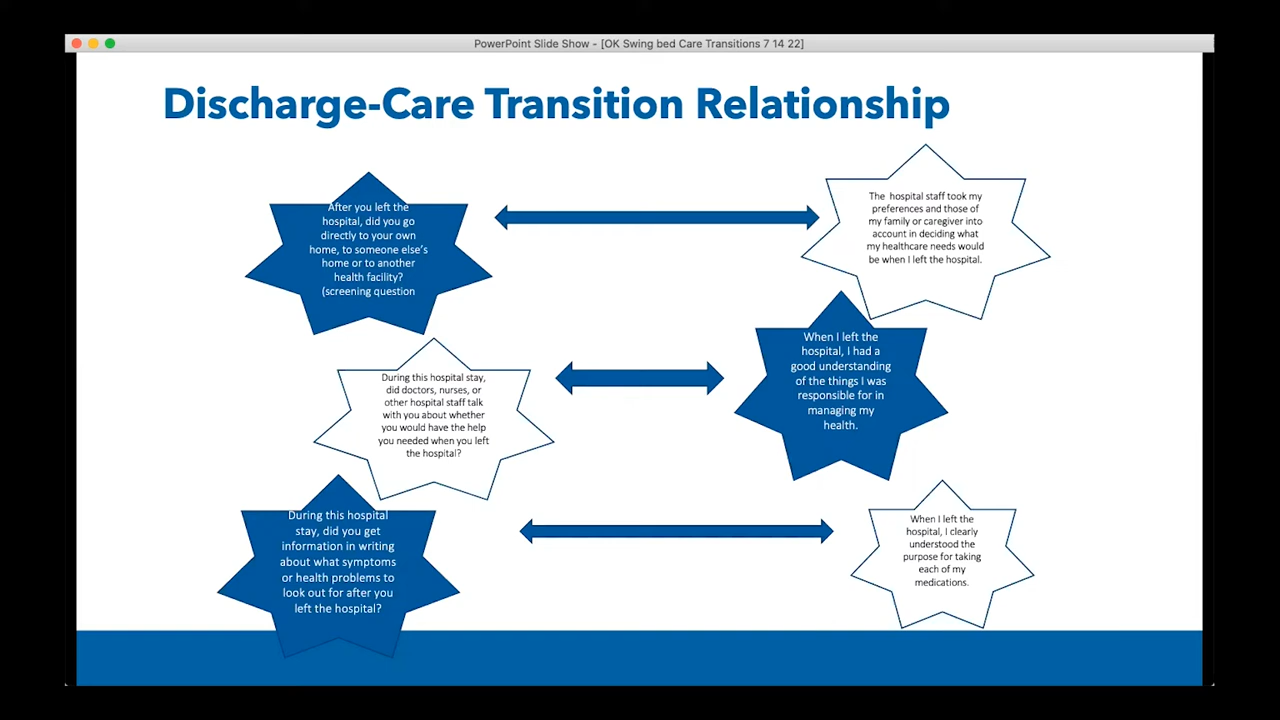 PowerPoint Slide Show - [OK Swing bed Care Transitions 7 14 22]
Discharge-Care Transition Relationship
After you left the
hospital, did you go
directly to your own
home, to someone else’s
home or to another
health facility?
(screening question
The hospital staff took my
preferences and those of
my family or caregiver into
account in deciding what
my healthcare needs would
be when I left the hospital.
During this hospital stay,
did doctors, nurses, or
other hospital staff talk
with you about whether
you would have the help
you needed when you left
the hospital?
When I left the
hospital, I had a
good understanding
of the things I was
responsible for in
managing my
health.
During this hospital
stay, did you get
information in writing
about what symptoms
or health problems to
look out for after you
left the hospital?
When I left the
hospital, I clearly
understood the
purpose for taking
each of my
medications.